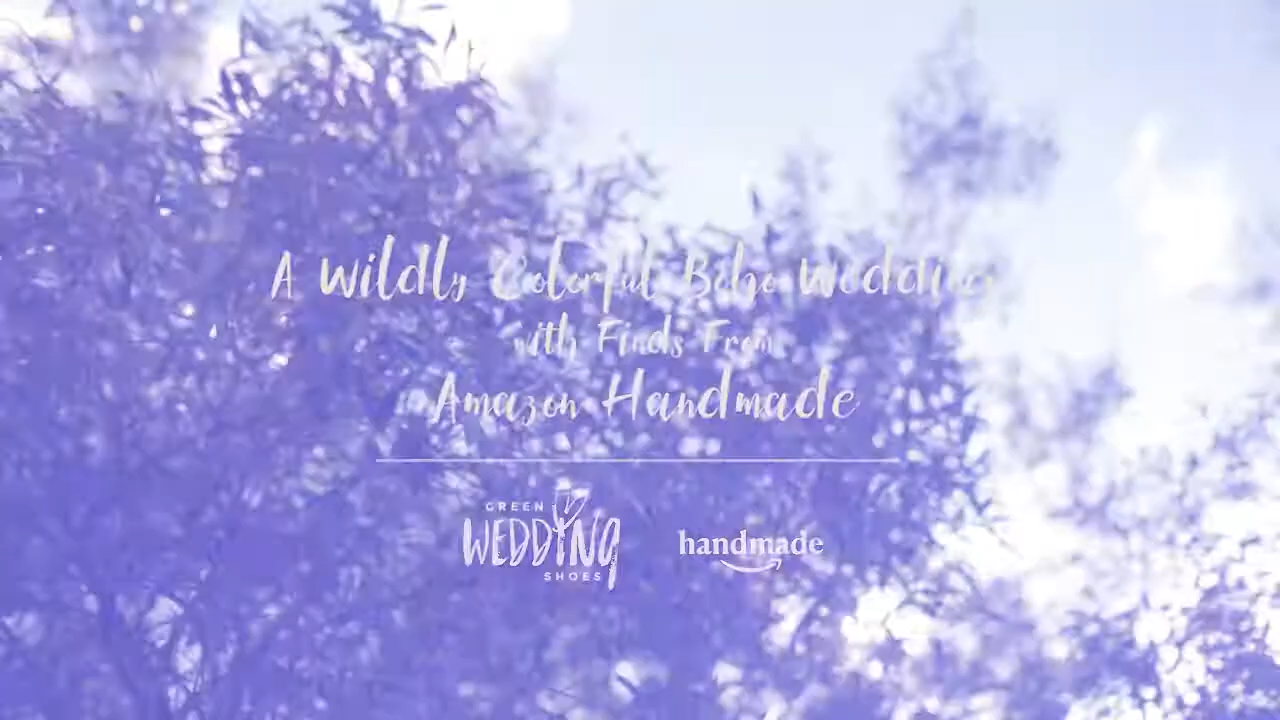 A Wildly Colorful Boho Wedding
with Finds From
Amazon Handmade
GREEN
WEDDING
SHOES
handmade